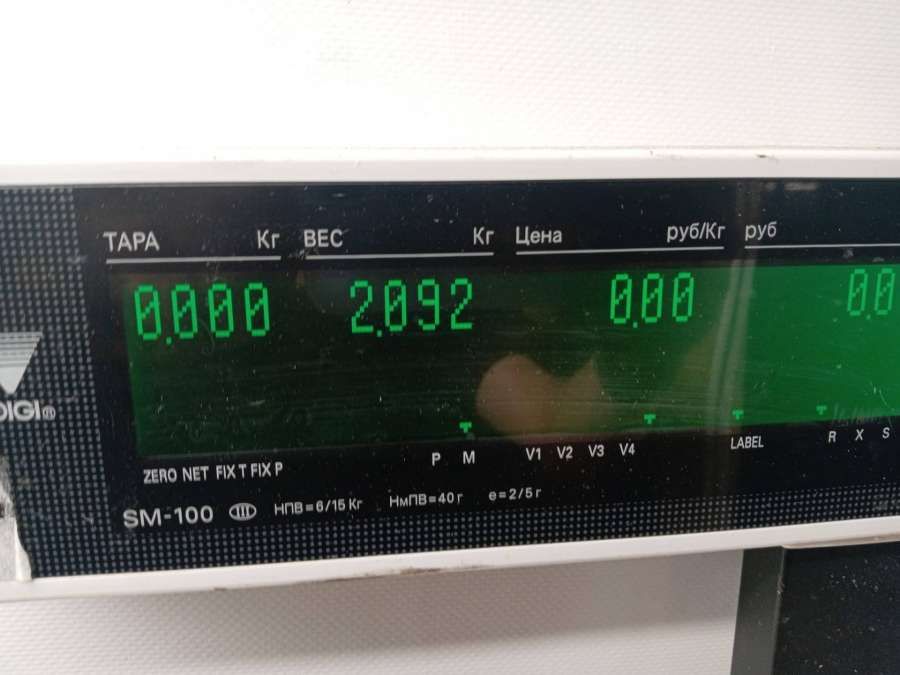 ТАРА Кг ВЕС Кг Цена руб/Кг руб
0.000 2.092 0.00 0.0
DIGI®
P M V1 V2 V3 V4 LABEL R X S
ZERO NET FIX T FIX P
SM-100 III НПВ=6/15 Кг НмПВ=40 г e=2/5 г